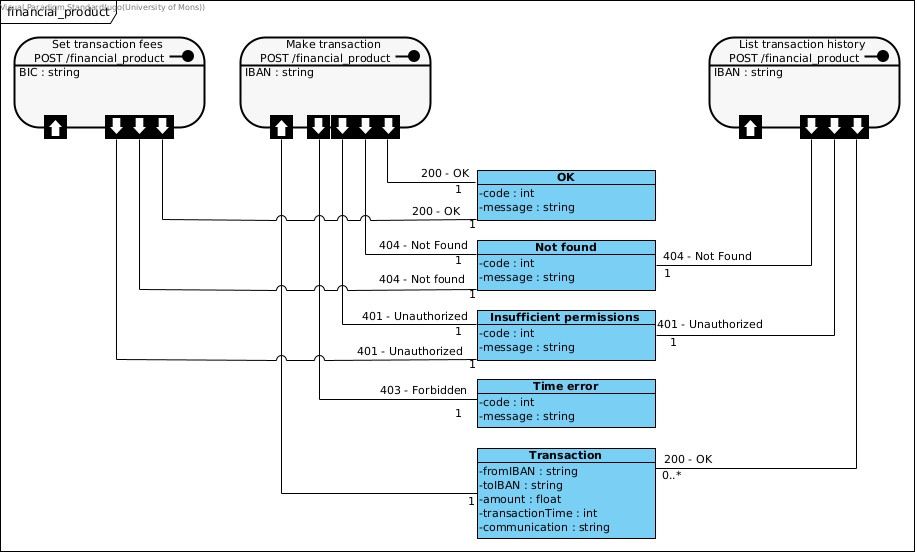 Visual Paradigm Standard(ugo(University of Mons))
financial_product
Set transaction fees
POST /financial_product
BIC : string
Make transaction
POST /financial_product
IBAN : string
List transaction history
POST /financial_product
IBAN : string
200 - OK
1
OK
-code : int
-message : string
200 - OK
1
404 - Not Found
1
Not found
-code : int
-message : string
404 - Not Found
1
404 - Not found
1
401 - Unauthorized
1
Insufficient permissions
-code : int
-message : string
401 - Unauthorized
1
401 - Unauthorized
1
403 - Forbidden
1
Time error
-code : int
-message : string
Transaction
-fromIBAN : string
-toIBAN : string
-amount : float
-transactionTime : int
-communication : string
200 - OK
0..*
1